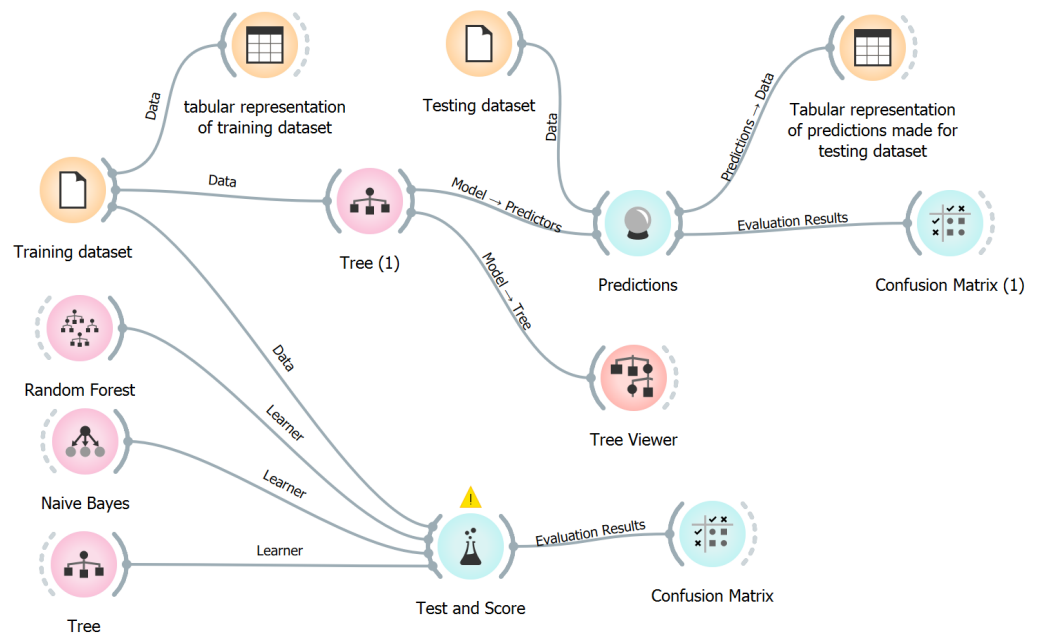 tabular representation
of training dataset
Testing dataset
Tabular representation
of predictions made for
testing dataset
Data
Data
Predictions → Data
Data
Model → Predictors
Evaluation Results
Training dataset
Tree (1)
Predictions
Confusion Matrix (1)
Model → Tree
Data
Random Forest
Learner
Tree Viewer
Naive Bayes
Learner
!
Learner
Evaluation Results
Tree
Test and Score
Confusion Matrix